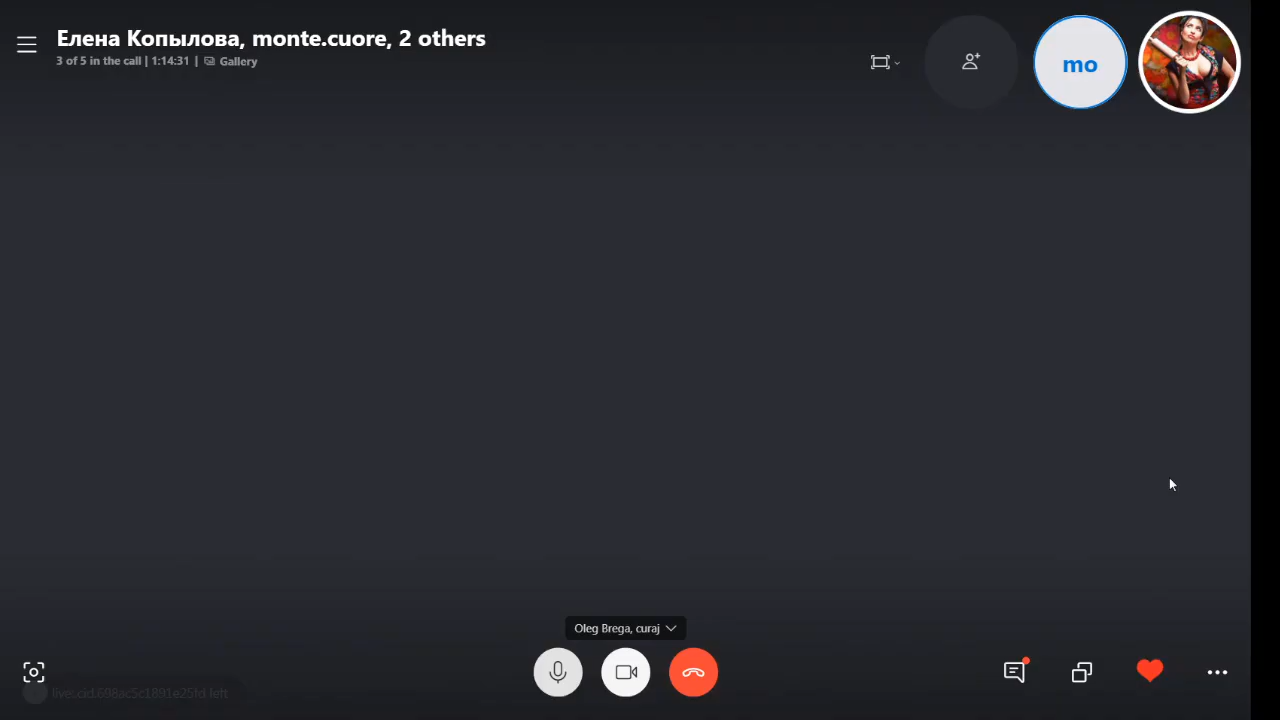 Елена Копылова, monte.cuore, 2 others
3 of 5 in the call | 1:14:31 | Gallery
mo
Oleg Brega, curaj
left